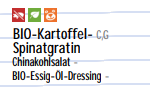 BIO-Kartoffel- C,G
Spinatgratin
Chinakohlsalat -
BIO-Essig-Öl-Dressing -